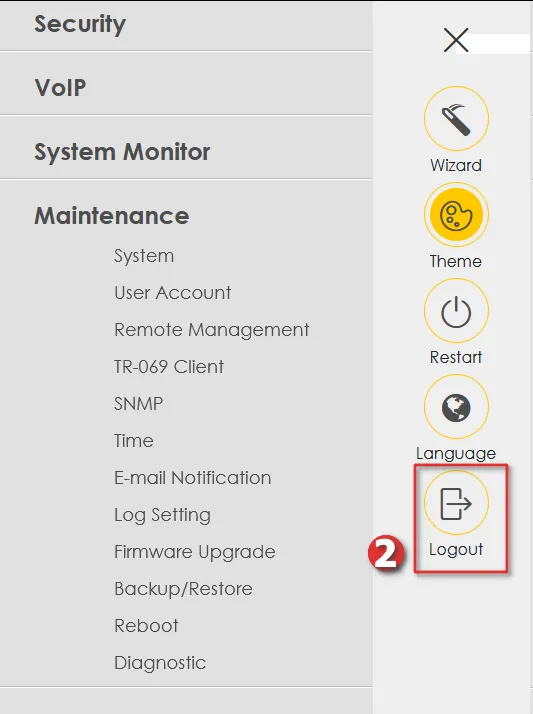 Security
VoIP
System Monitor
Maintenance
System
User Account
Remote Management
TR-069 Client
SNMP
Time
E-mail Notification
Log Setting
Firmware Upgrade
Backup/Restore
Reboot
Diagnostic
Wizard
Theme
Restart
Language
2
Logout